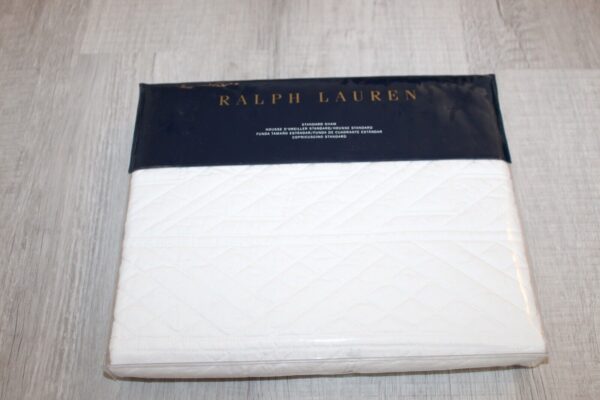 RALPH LAUREN
STANDARD SHAM
HOUSSE D'OREILLER STANDARD/HOUSSE STANDARD
FUNDA TAMAÑO ESTÁNDAR/FUNDA DE CUADRANTE ESTÁNDAR
COPRICUSCINO STANDARD